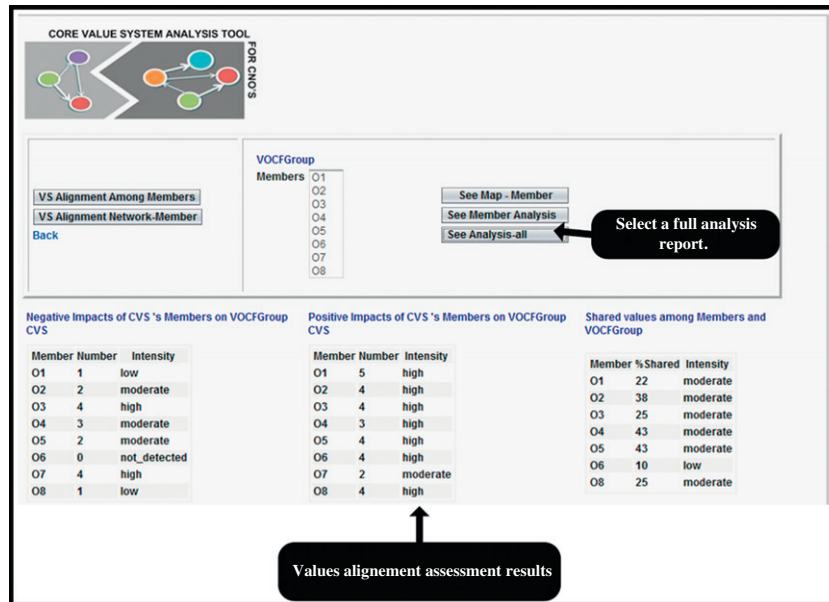 CORE VALUE SYSTEM ANALYSIS TOOL
FOR CNO'S
VS Alignment Among Members
VS Alignment Network-Member
Back
VOCFGroup
Members
O1
O2
O3
O4
O5
O6
O7
O8
See Map - Member
See Member Analysis
See Analysis-all
Select a full analysis
report.
Negative Impacts of CVS 's Members on VOCFGroup
CVS
Member Number Intensity
O1 1 low
O2 2 moderate
O3 4 high
O4 3 moderate
O5 2 moderate
O6 0 not_detected
O7 4 high
O8 1 low
Positive Impacts of CVS 's Members on VOCFGroup
CVS
Member Number Intensity
O1 5 high
O2 4 high
O3 4 high
O4 3 high
O5 4 high
O6 4 high
O7 2 moderate
O8 4 high
Shared values among Members and
VOCFGroup
Member %Shared Intensity
O1 22 moderate
O2 38 moderate
O3 25 moderate
O4 43 moderate
O5 43 moderate
O6 10 low
O8 25 moderate
Values alignement assessment results